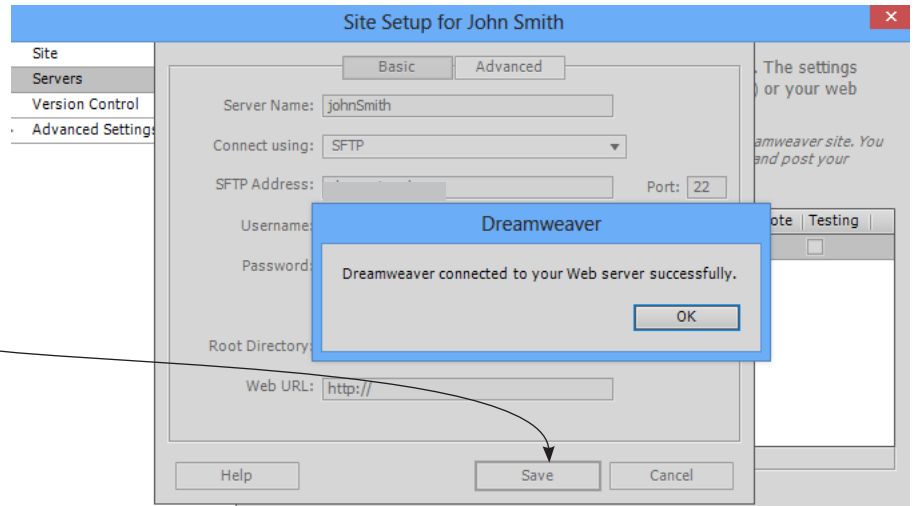 Site Setup for John Smith
Site
Servers
Version Control
Advanced Settings
Basic Advanced
. The settings
) or your web
amweaver site. You
and post your
Server Name: johnSmith
Connect using: SFTP
SFTP Address: Port: 22
Username:
ote Testing
Dreamweaver
Password:
Dreamweaver connected to your Web server successfully.
OK
Root Directory:
Web URL: http://
Help Save Cancel